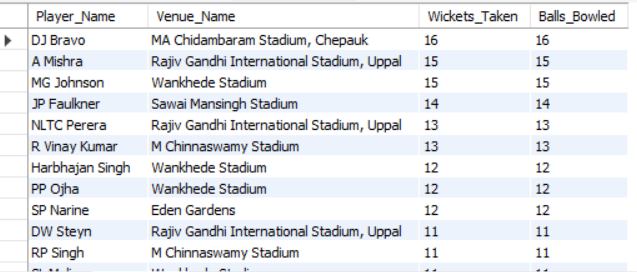 Player_Name Venue_Name Wickets_Taken Balls_Bowled
DJ Bravo MA Chidambaram Stadium, Chepauk 16 16
A Mishra Rajiv Gandhi International Stadium, Uppal 15 15
MG Johnson Wankhede Stadium 15 15
JP Faulkner Sawai Mansingh Stadium 14 14
NLTC Perera Rajiv Gandhi International Stadium, Uppal 13 13
R Vinay Kumar M Chinnaswamy Stadium 13 13
Harbhajan Singh Wankhede Stadium 12 12
PP Ojha Wankhede Stadium 12 12
SP Narine Eden Gardens 12 12
DW Steyn Rajiv Gandhi International Stadium, Uppal 11 11
RP Singh M Chinnaswamy Stadium 11 11